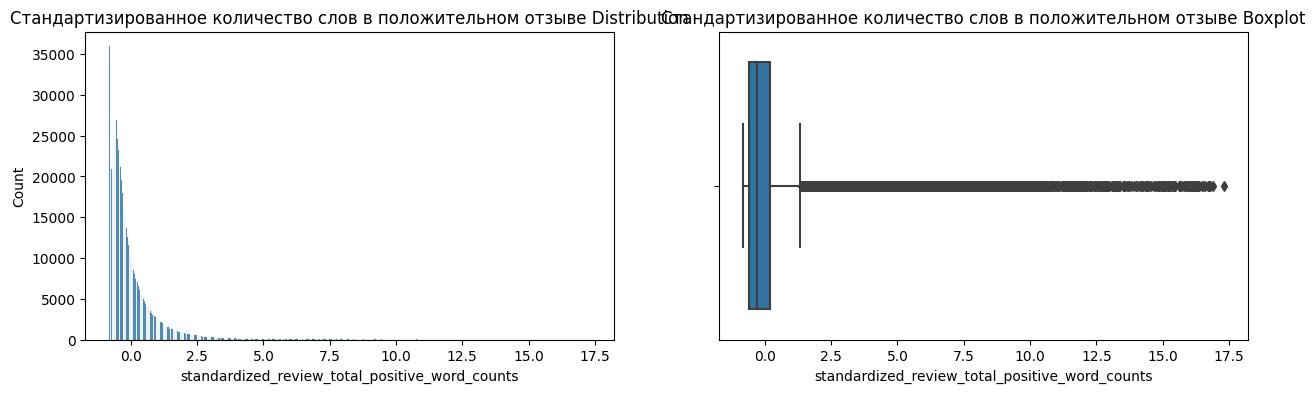 Стандартизированное количество слов в положительном отзыве Distribution
Стандартизированное количество слов в положительном отзыве Boxplot
35000
30000
25000
20000
15000
10000
5000
0
Count
0.0 2.5 5.0 7.5 10.0 12.5 15.0 17.5
standardized_review_total_positive_word_counts
0.0 2.5 5.0 7.5 10.0 12.5 15.0 17.5
standardized_review_total_positive_word_counts